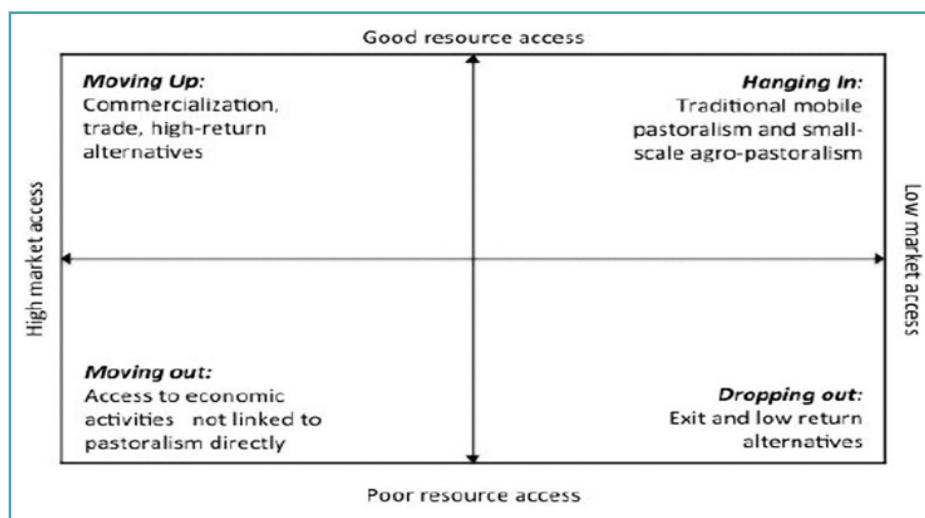 Good resource access
Moving Up:
Commercialization,
trade, high-return
alternatives
Hanging In:
Traditional mobile
pastoralism and small-
scale agro-pastoralism
High market access
Low market access
Moving out:
Access to economic
activities not linked to
pastoralism directly
Dropping out:
Exit and low return
alternatives
Poor resource access